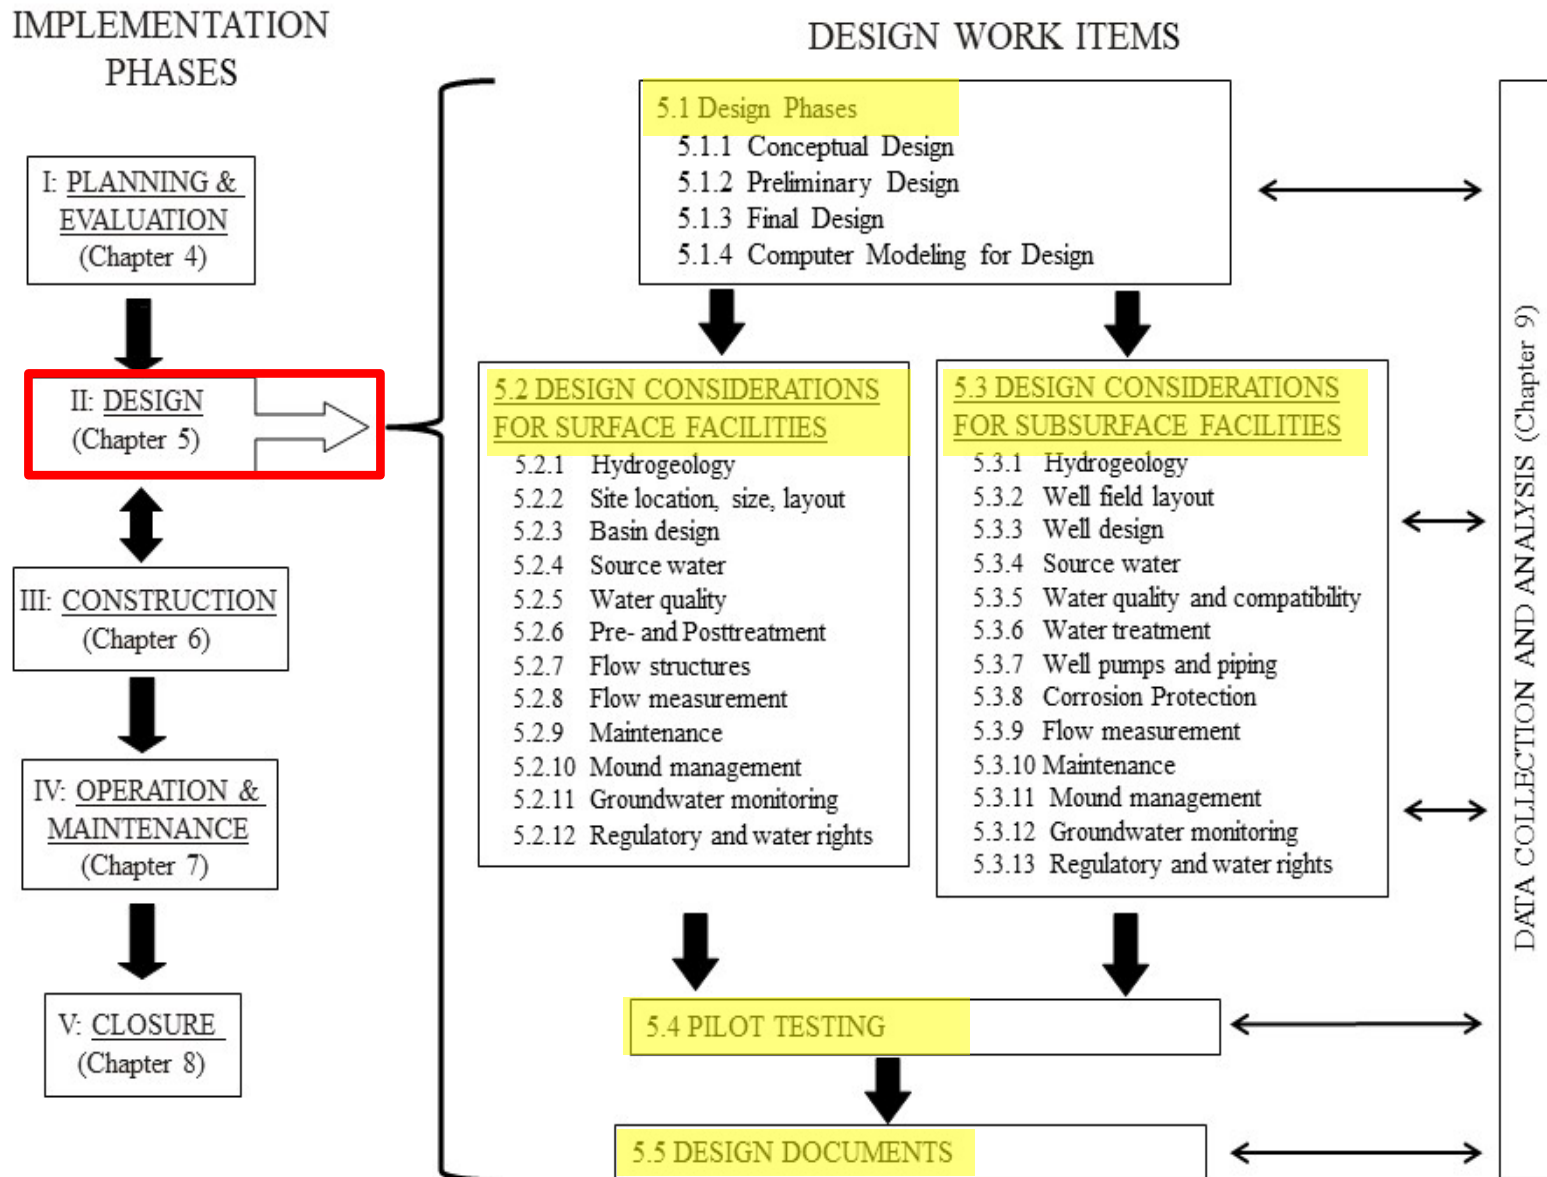 IMPLEMENTATION
PHASES
I: PLANNING &
EVALUATION
(Chapter 4)
II: DESIGN
(Chapter 5)
III: CONSTRUCTION
(Chapter 6)
IV: OPERATION &
MAINTENANCE
(Chapter 7)
V: CLOSURE
(Chapter 8)
DESIGN WORK ITEMS
5.1 Design Phases
5.1.1 Conceptual Design
5.1.2 Preliminary Design
5.1.3 Final Design
5.1.4 Computer Modeling for Design
5.2 DESIGN CONSIDERATIONS
FOR SURFACE FACILITIES
5.2.1 Hydrogeology
5.2.2 Site location, size, layout
5.2.3 Basin design
5.2.4 Source water
5.2.5 Water quality
5.2.6 Pre- and Posttreatment
5.2.7 Flow structures
5.2.8 Flow measurement
5.2.9 Maintenance
5.2.10 Mound management
5.2.11 Groundwater monitoring
5.2.12 Regulatory and water rights
5.3 DESIGN CONSIDERATIONS
FOR SUBSURFACE FACILITIES
5.3.1 Hydrogeology
5.3.2 Well field layout
5.3.3 Well design
5.3.4 Source water
5.3.5 Water quality and compatibility
5.3.6 Water treatment
5.3.7 Well pumps and piping
5.3.8 Corrosion Protection
5.3.9 Flow measurement
5.3.10 Maintenance
5.3.11 Mound management
5.3.12 Groundwater monitoring
5.3.13 Regulatory and water rights
5.4 PILOT TESTING
5.5 DESIGN DOCUMENTS
DATA COLLECTION AND ANALYSIS (Chapter 9)